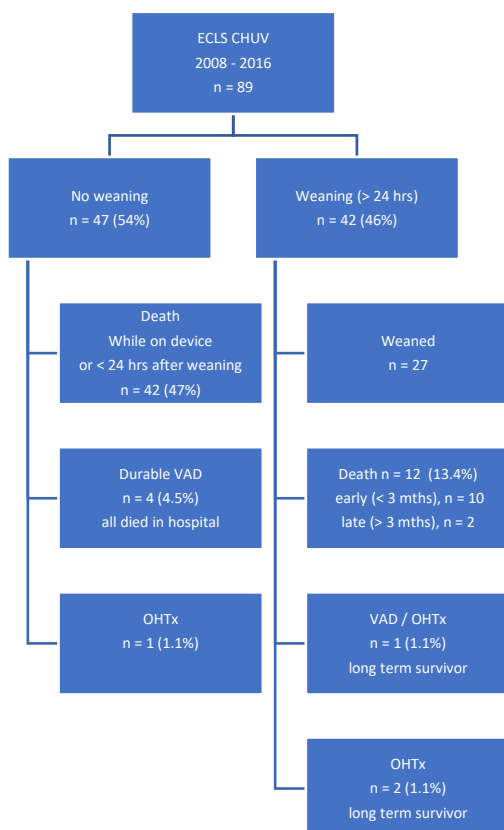 ECLS CHUV
2008 - 2016
n = 89
No weaning
n = 47 (54%)
Weaning (> 24 hrs)
n = 42 (46%)
Death
While on device
or < 24 hrs after weaning
n = 42 (47%)
Weaned
n = 27
Durable VAD
n = 4 (4.5%)
all died in hospital
Death n = 12 (13.4%)
early (< 3 mths), n = 10
late (> 3 mths), n = 2
OHTx
n = 1 (1.1%)
VAD / OHTx
n = 1 (1.1%)
long term survivor
OHTx
n = 2 (1.1%)
long term survivor